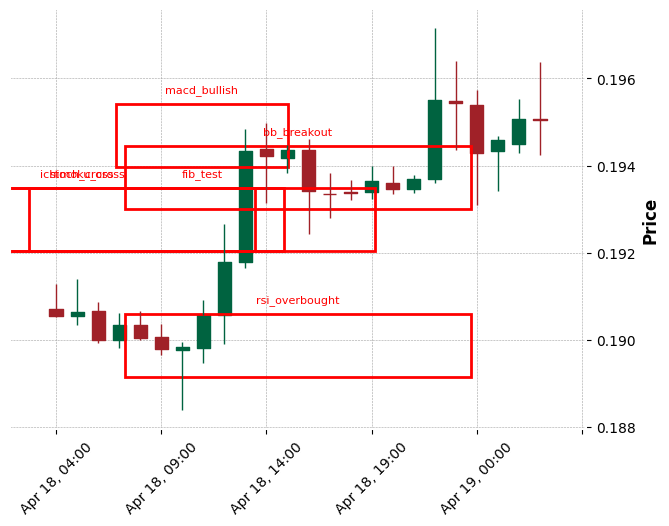 macd_bullish
bb_breakout
fib_test
rsi_overbought
0.196
0.194
0.192
0.190
0.188
Price
Apr 18, 04:00
Apr 18, 09:00
Apr 18, 14:00
Apr 18, 19:00
Apr 19, 00:00